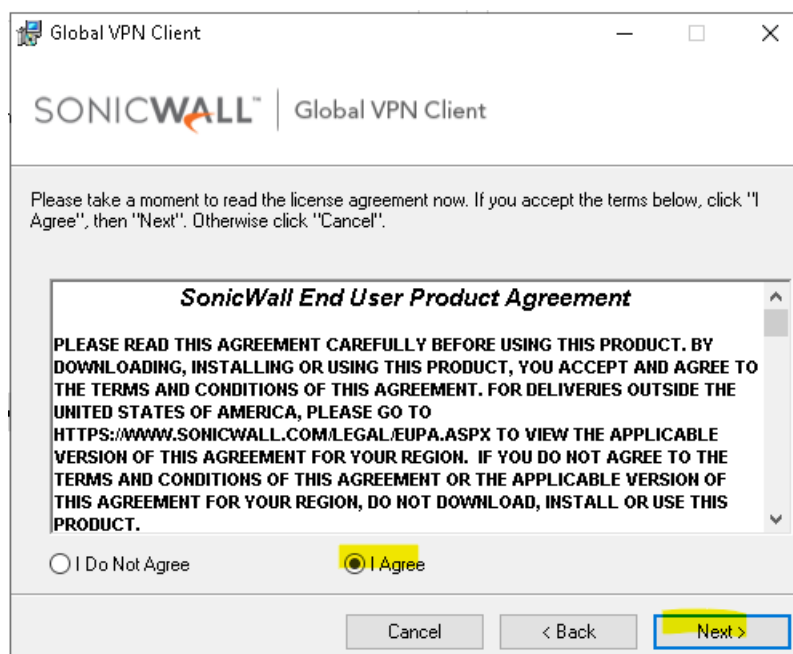 Global VPN Client
SONICWALL™ Global VPN Client
Please take a moment to read the license agreement now. If you accept the terms below, click "I
Agree", then "Next". Otherwise click "Cancel".
SonicWall End User Product Agreement
PLEASE READ THIS AGREEMENT CAREFULLY BEFORE USING THIS PRODUCT. BY
DOWNLOADING, INSTALLING OR USING THIS PRODUCT, YOU ACCEPT AND AGREE TO
THE TERMS AND CONDITIONS OF THIS AGREEMENT. FOR DELIVERIES OUTSIDE THE
UNITED STATES OF AMERICA, PLEASE GO TO
HTTPS://WWW.SONICWALL.COM/LEGAL/EUPA.ASPX TO VIEW THE APPLICABLE
VERSION OF THIS AGREEMENT FOR YOUR REGION. IF YOU DO NOT AGREE TO THE
TERMS AND CONDITIONS OF THIS AGREEMENT OR THE APPLICABLE VERSION OF
THIS AGREEMENT FOR YOUR REGION, DO NOT DOWNLOAD, INSTALL OR USE THIS
PRODUCT.
I Do Not Agree I Agree
Cancel < Back Next >